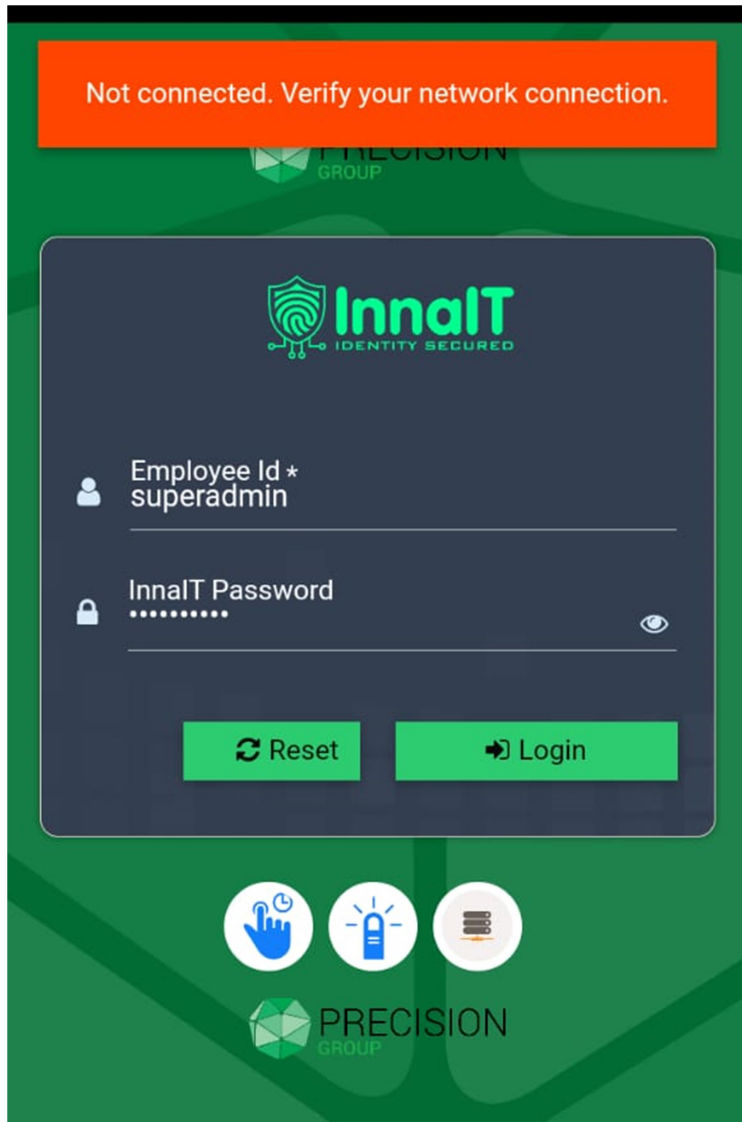 Not connected. Verify your network connection.
PRECISION
GROUP
InnaIT
IDENTITY SECURED
Employee Id *
superadmin
InnaIT Password
••••••••••
Reset
Login
PRECISION
GROUP